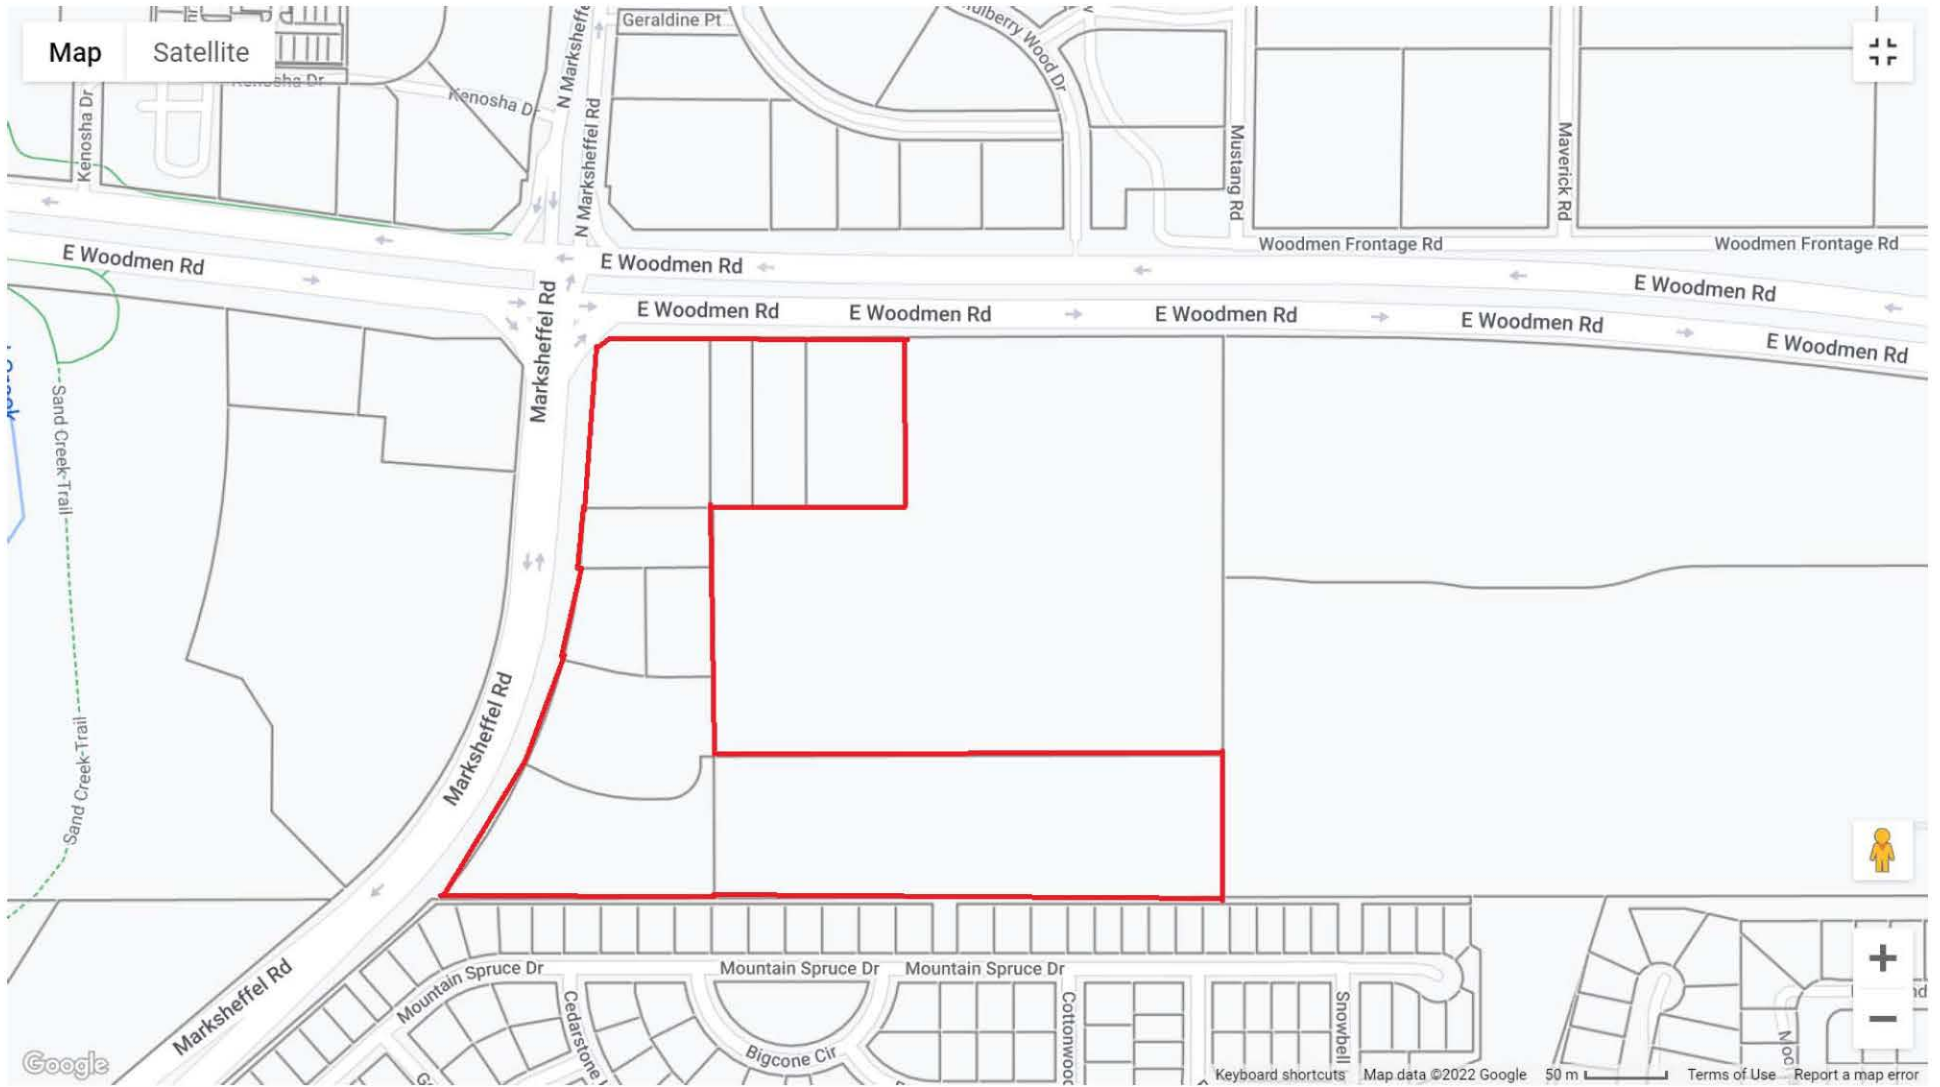 Map
Satellite
Geraldine Pt
Kenosha Dr
Kenosha Dr
Kenosha Dr
N Marksheffel Rd
Wood Dr
Mustang Rd
Maverick Rd
Woodmen Frontage Rd
Woodmen Frontage Rd
E Woodmen Rd
E Woodmen Rd
E Woodmen Rd
E Woodmen Rd
E Woodmen Rd
E Woodmen Rd
E Woodmen Rd
E Woodmen Rd
E Woodmen Rd
Marksheffel Rd
Sand Creek-Trail
Marksheffel Rd
Sand Creek-Trail
Marksheffel Rd
Mountain Spruce Dr
Mountain Spruce Dr
Mountain Spruce Dr
Cedarstone
Cottonwood
Snowbell
Bigcone Cir
Google
Keyboard shortcuts
Map data ©2022 Google
50 m
Terms of Use
Report a map error